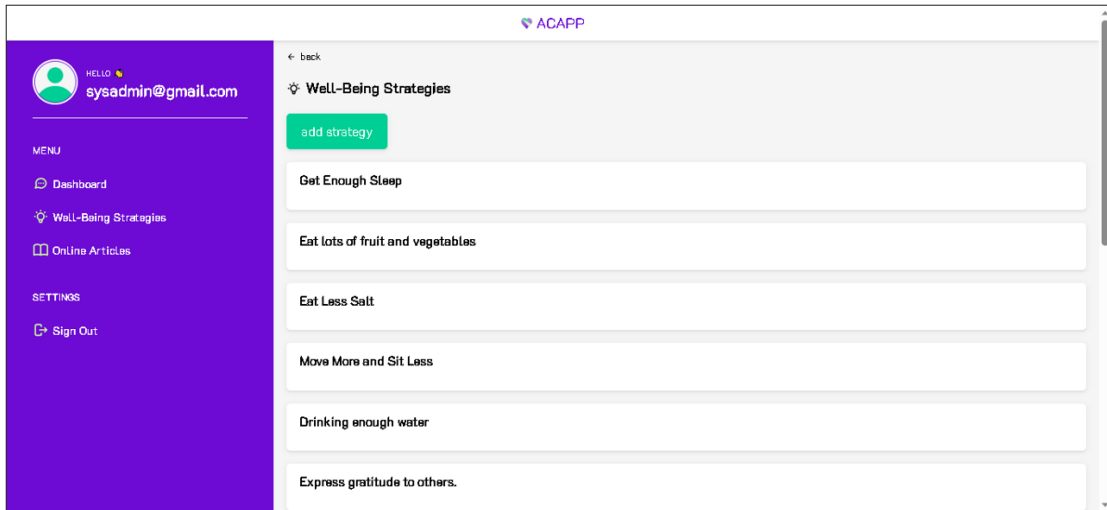 ACAPP
HELLO
sysadmin@gmail.com
MENU
Dashboard
Well-Being Strategies
Online Articles
SETTINGS
Sign Out
← back
Well-Being Strategies
add strategy
Get Enough Sleep
Eat lots of fruit and vegetables
Eat Less Salt
Move More and Sit Less
Drinking enough water
Express gratitude to others.